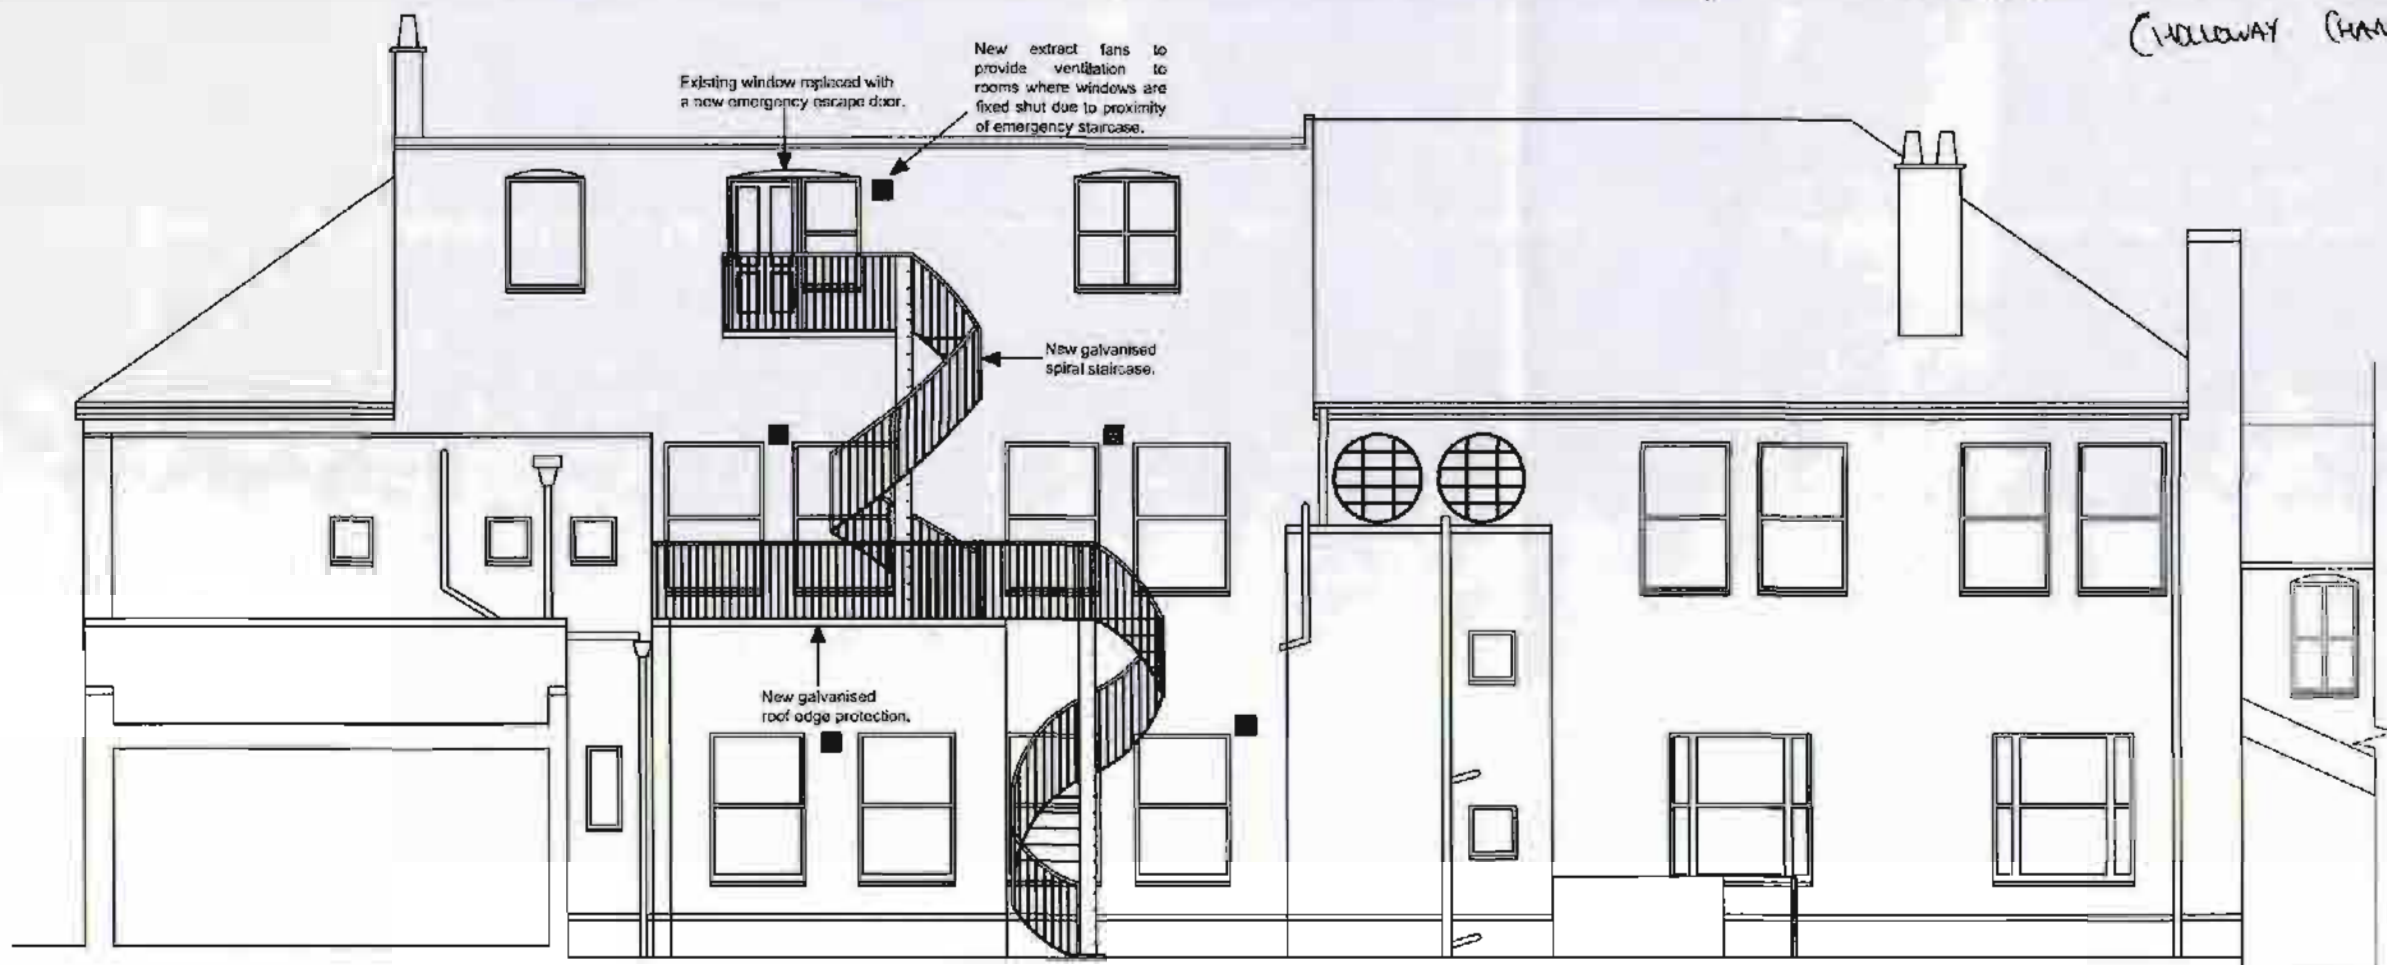 (HOLLOWAY
Existing window replaced with
a new emergency escape door.
New extract fans to
provide ventilation to
rooms where windows are
fixed shut due to proximity
of emergency staircase.
New galvanised
spiral staircase.
New galvanised
roof edge protection.